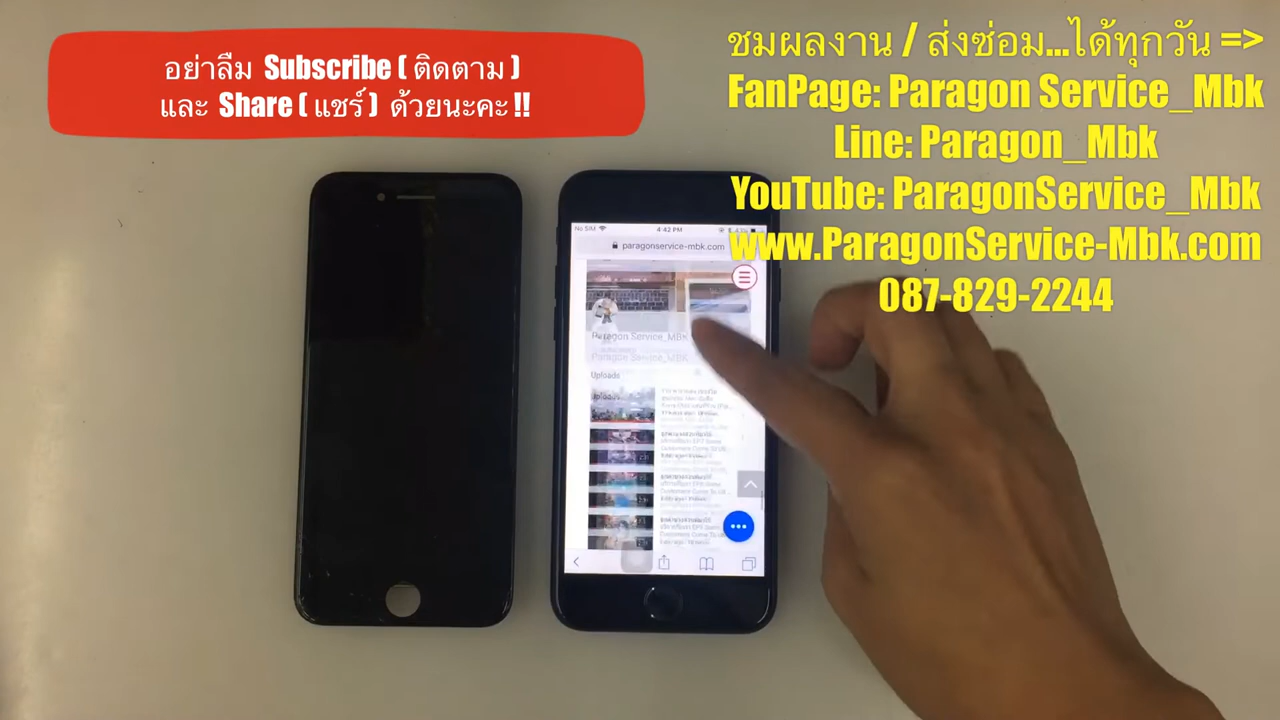 อย่าลืม Subscribe ( ติดตาม )
และ Share ( แชร์ ) ด้วยนะคะ !!
ชมผลงาน / ส่งซ่อม...ได้ทุกวัน =>
FanPage: Paragon Service_Mbk
Line: Paragon_Mbk
YouTube: ParagonService_Mbk
www.ParagonService-Mbk.com
087-829-2244
No SIM
4:42 PM
paragonservice-mbk.com
Paragon Service_MBK
Uploads